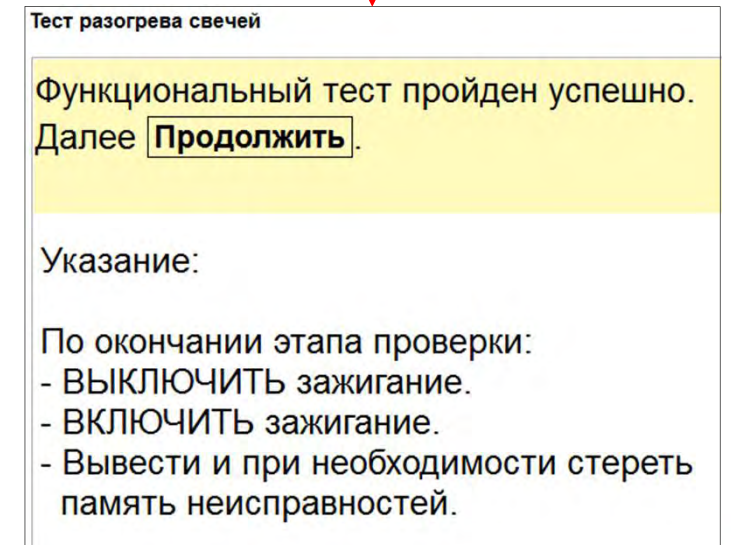 Тест разогрева свечей
Функциональный тест пройден успешно.
Далее Продолжить.
Указание:
По окончании этапа проверки:
- ВЫКЛЮЧИТЬ зажигание.
- ВКЛЮЧИТЬ зажигание.
- Вывести и при необходимости стереть
память неисправностей.